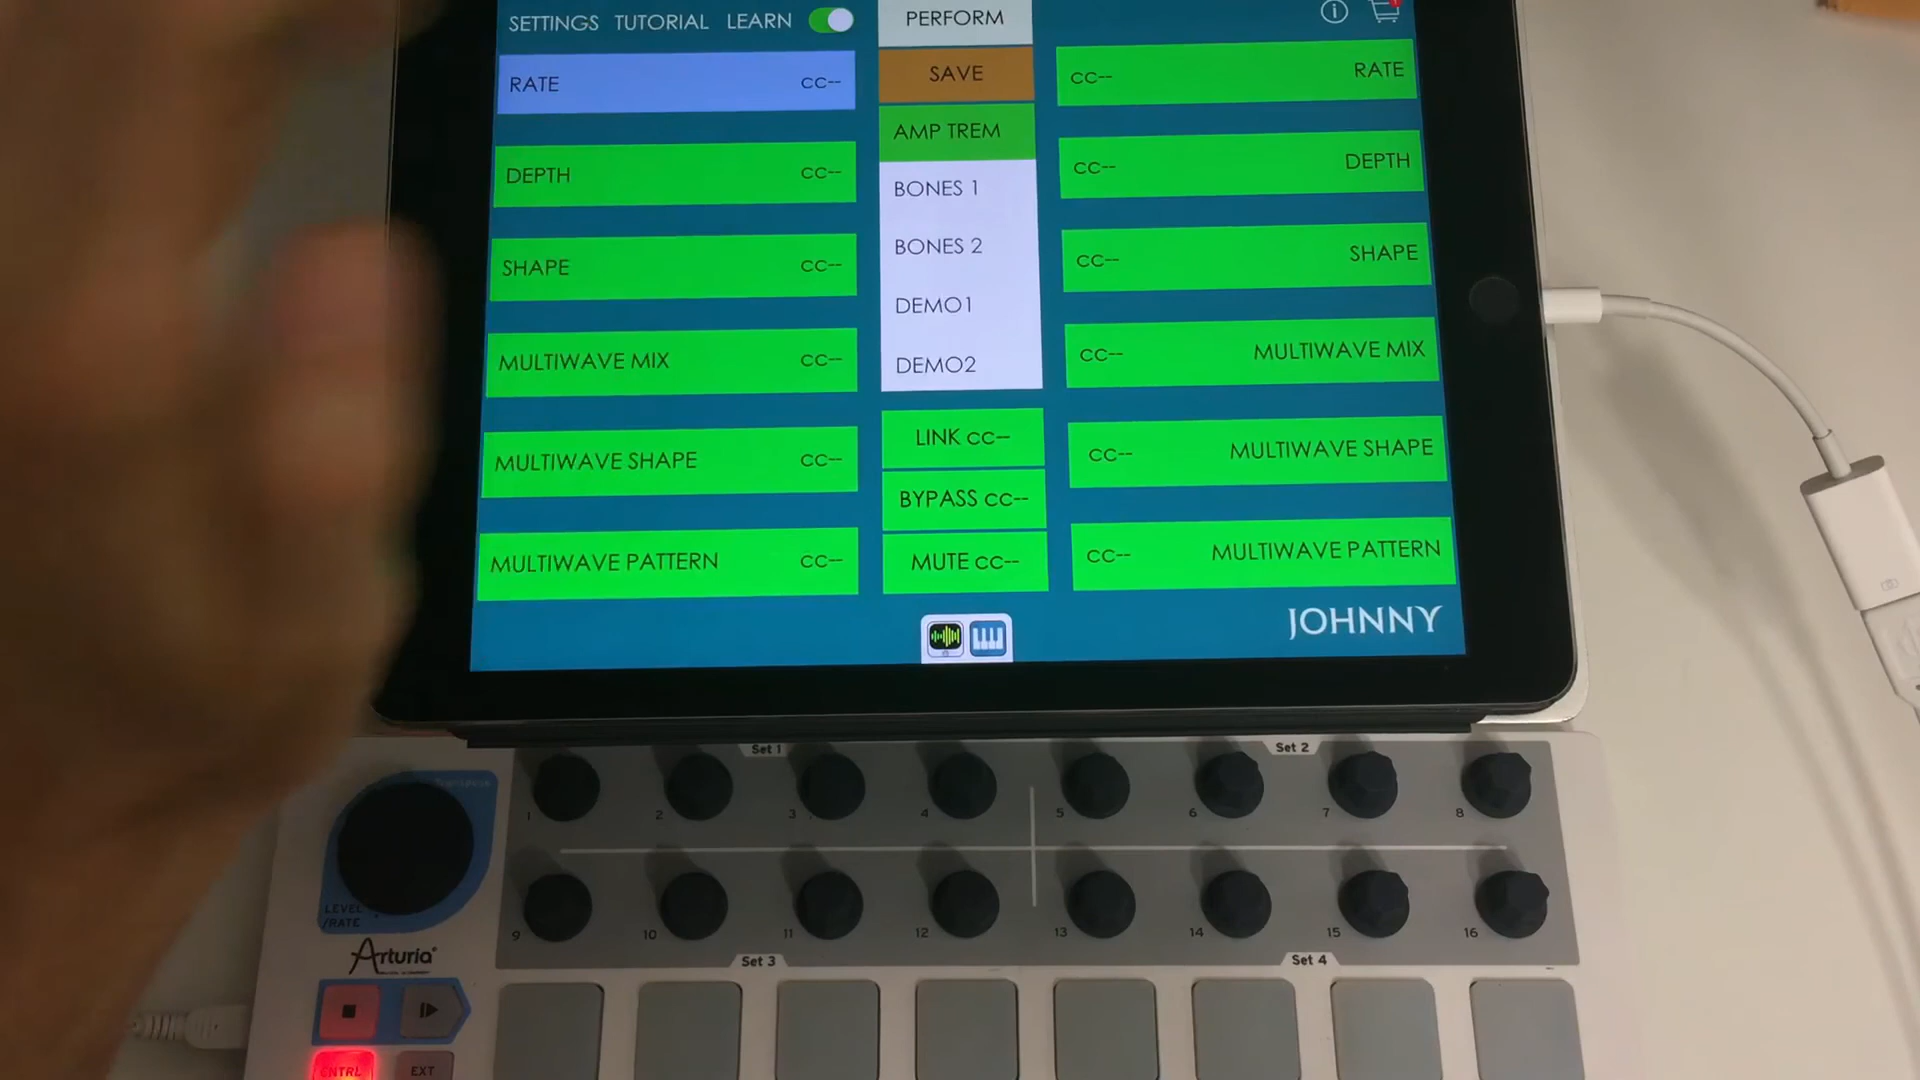 SETTINGS TUTORIAL LEARN
PERFORM
SAVE
RATE cc--
cc-- RATE
AMP TREM
DEPTH cc--
BONES 1
cc-- DEPTH
SHAPE cc--
BONES 2
cc-- SHAPE
DEMO1
MULTIWAVE MIX cc--
DEMO2
cc-- MULTIWAVE MIX
LINK cc--
MULTIWAVE SHAPE cc--
cc-- MULTIWAVE SHAPE
BYPASS cc--
MULTIWAVE PATTERN cc--
MUTE cc--
cc-- MULTIWAVE PATTERN
JOHNNY
Set 1
Set 2
1 2 3 4 5 6 7 8
9 10 11 12 13 14 15 16
LEVEL
/RATE
Arturia
Set 3
Set 4
CNTRL
EXT